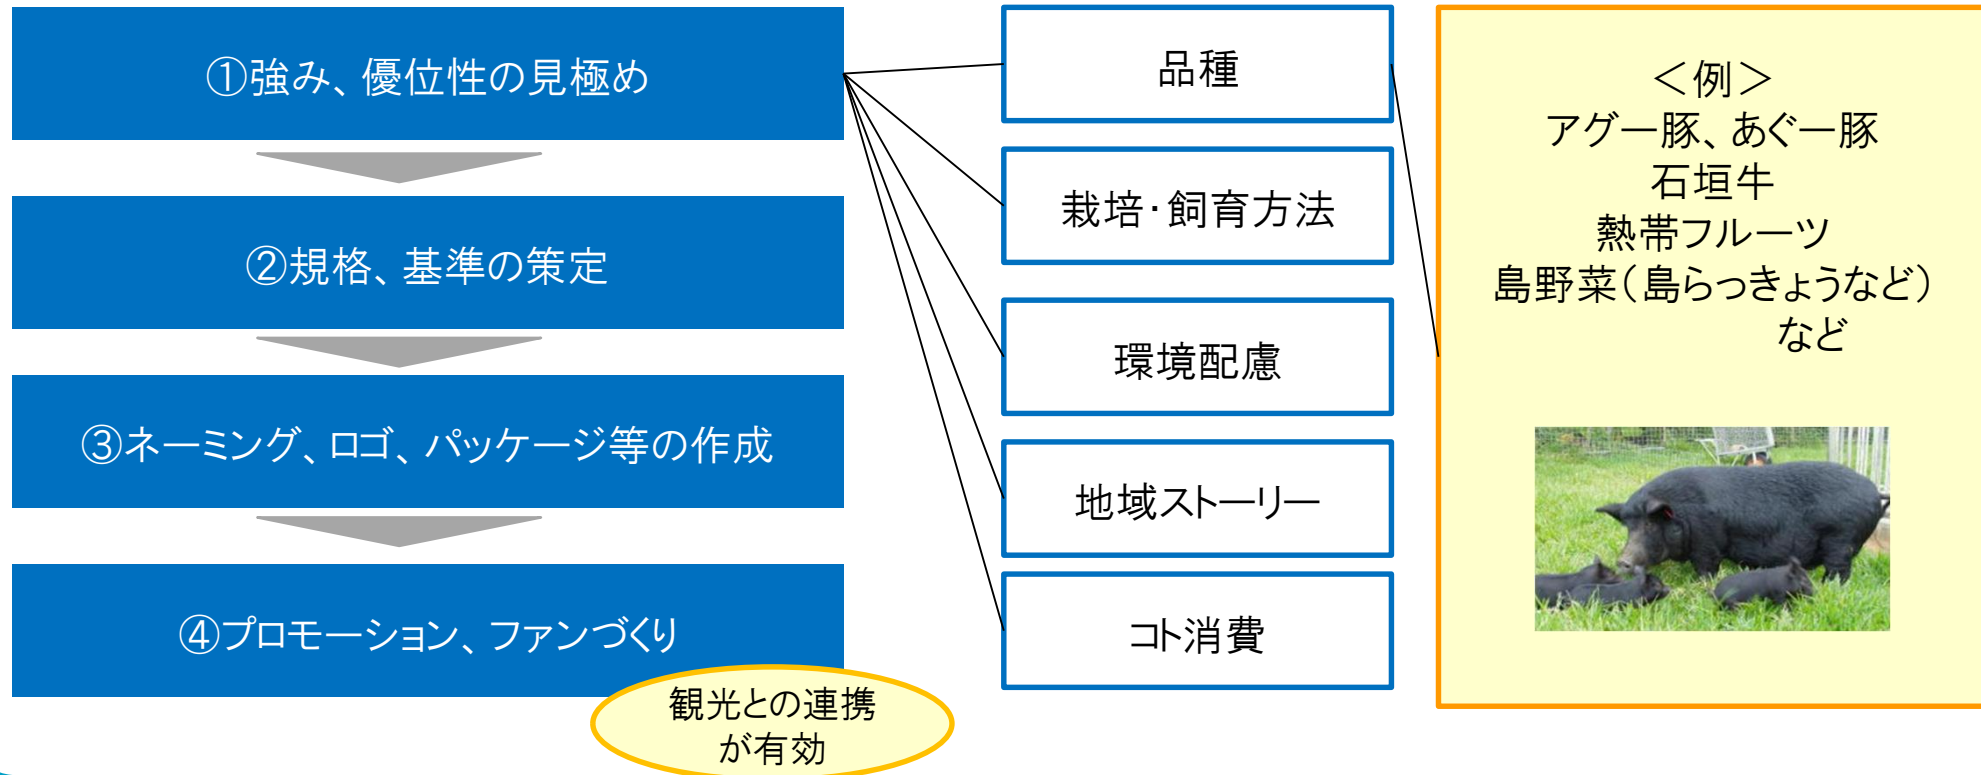 ①強み、優位性の見極め
②規格、基準の策定
③ネーミング、ロゴ、パッケージ等の作成
④プロモーション、ファンづくり
観光との連携
が有効
品種
栽培・飼育方法
環境配慮
地域ストーリー
コト消費
＜例＞
アグー豚、あぐー豚
石垣牛
熱帯フルーツ
島野菜（島らっきょうなど）
など